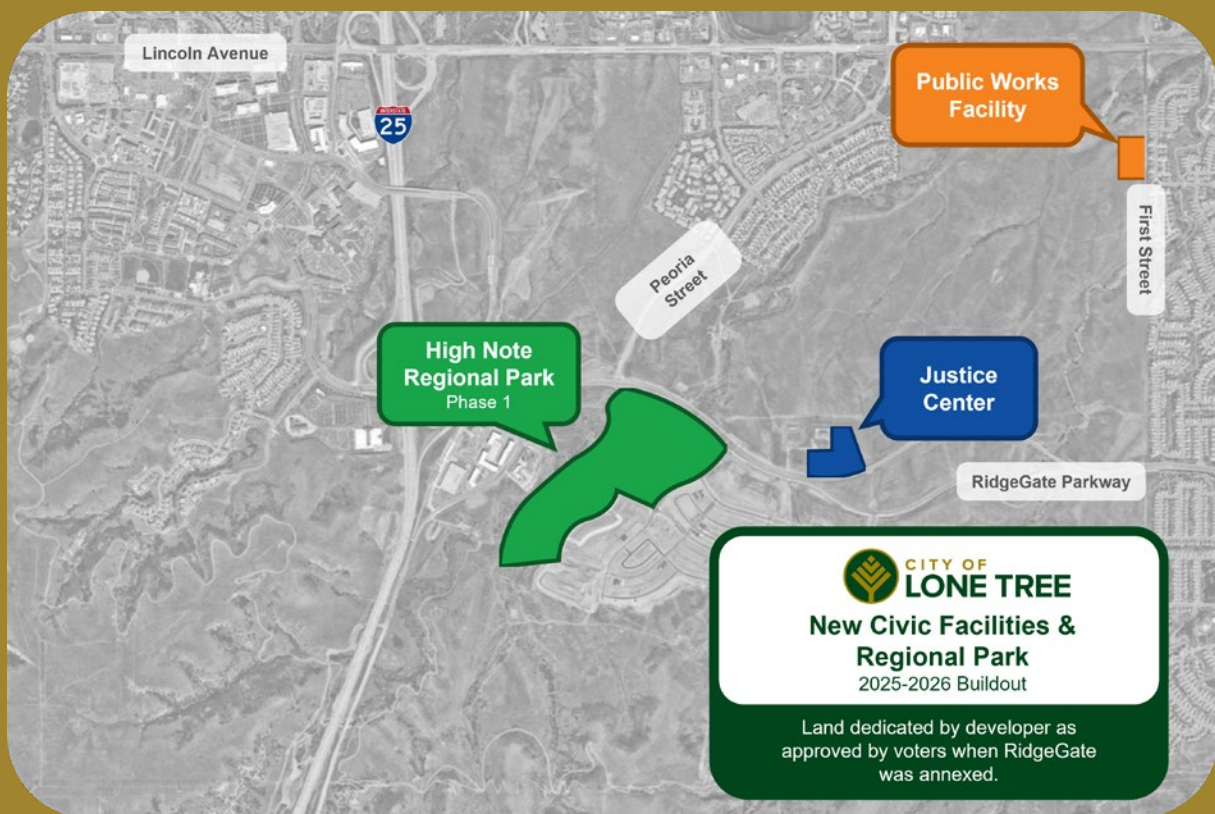 Lincoln Avenue
INTERSTATE
25
Public Works
Facility
First Street
Peoria
Street
High Note
Regional Park
Phase 1
Justice
Center
RidgeGate Parkway
CITY OF
LONE TREE
New Civic Facilities &
Regional Park
2025-2026 Buildout
Land dedicated by developer as
approved by voters when RidgeGate
was annexed.